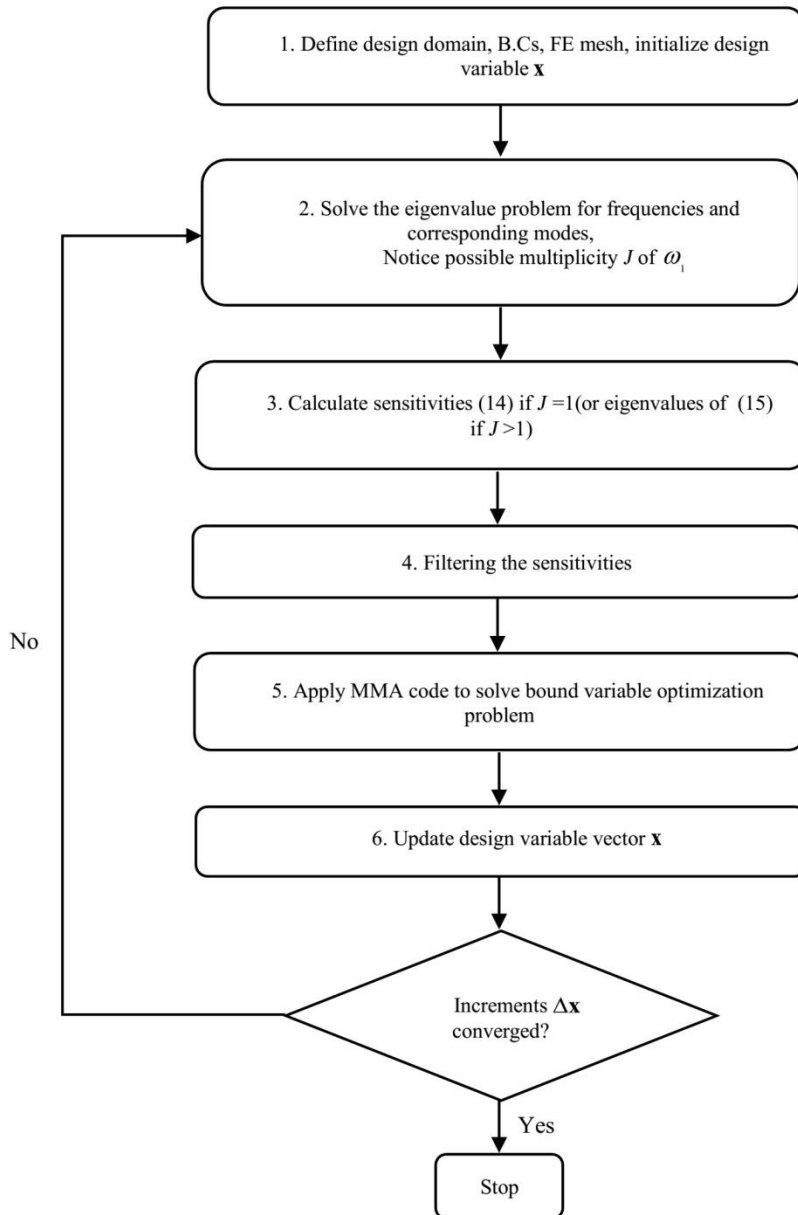 1. Define design domain, B.Cs, FE mesh, initialize design
variable x
2. Solve the eigenvalue problem for frequencies and
corresponding modes,
Notice possible multiplicity J of ω₁
3. Calculate sensitivities (14) if J =1(or eigenvalues of (15)
if J >1)
4. Filtering the sensitivities
No
5. Apply MMA code to solve bound variable optimization
problem
6. Update design variable vector x
Increments Δx
converged?
Yes
Stop